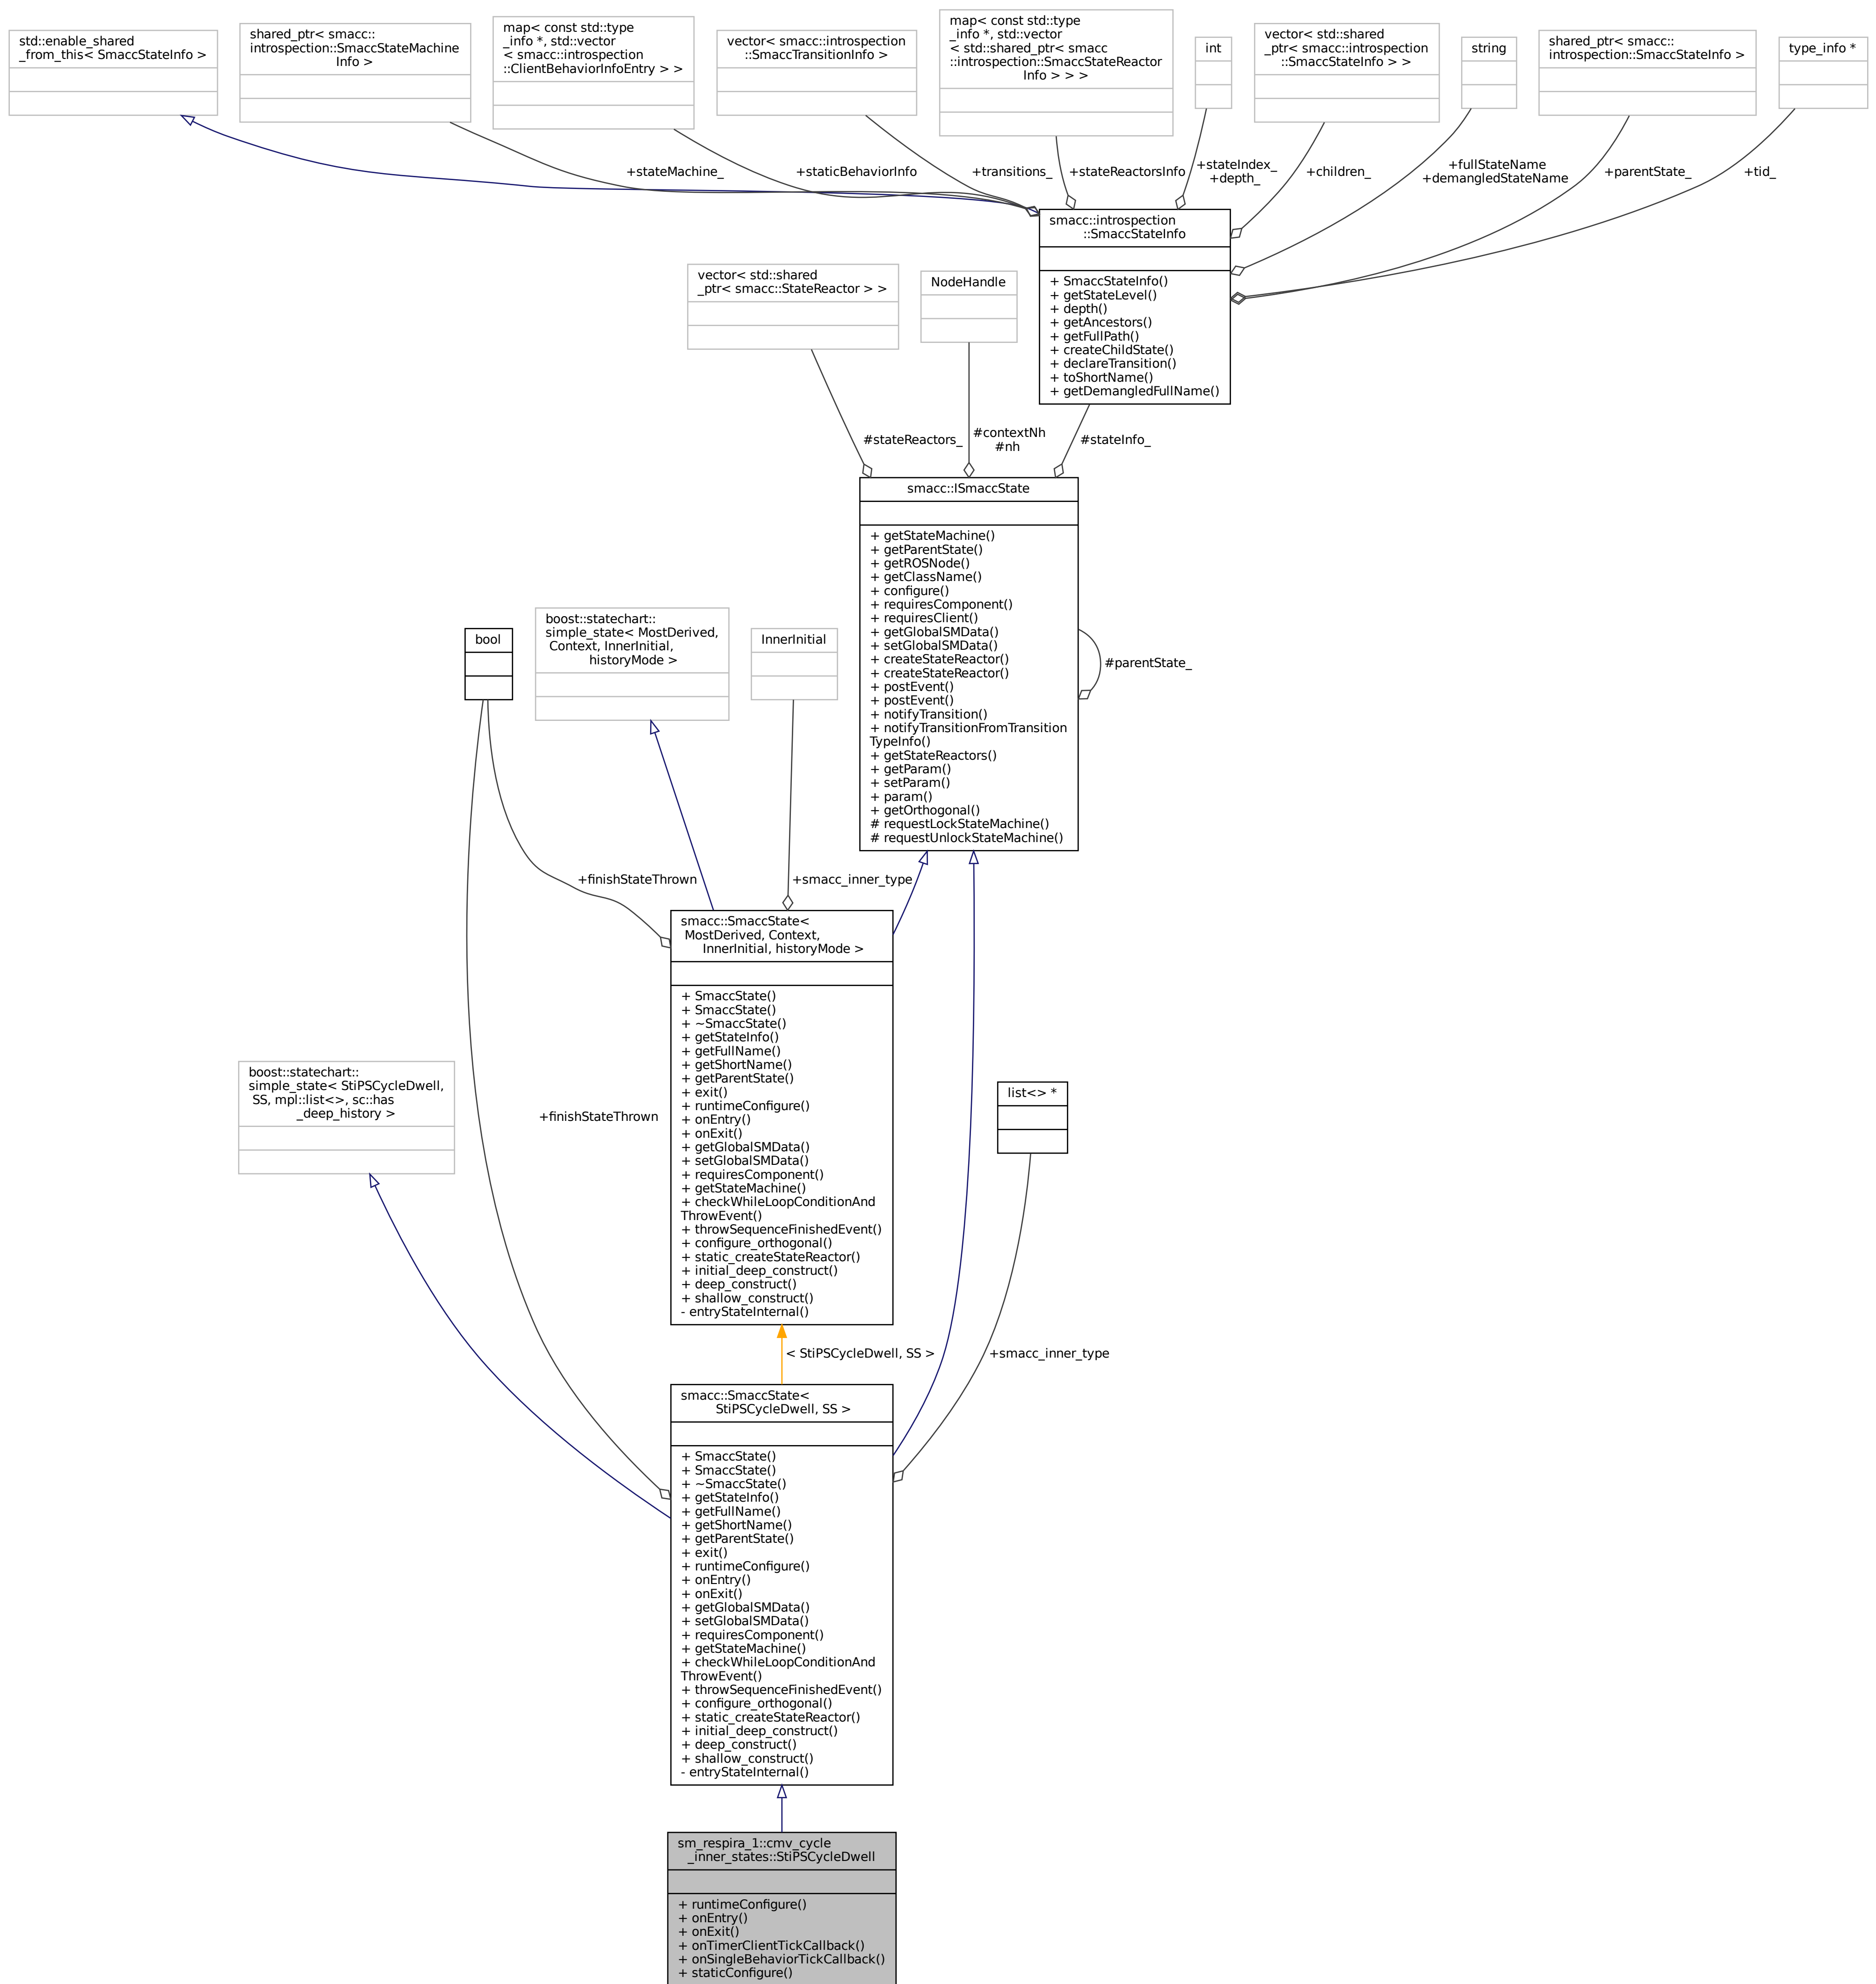 std::enable_shared
_from_this< SmaccStateInfo >
shared_ptr< smacc::
introspection::SmaccStateMachine
Info >
map< const std::type
_info *, std::vector
< smacc::introspection
::ClientBehaviorInfoEntry > >
vector< smacc::introspection
::SmaccTransitionInfo >
map< const std::type
_info *, std::vector
< std::shared_ptr< smacc
::introspection::SmaccStateReactor
Info > > >
int
vector< std::shared
_ptr< smacc::introspection
::SmaccStateInfo > >
string
shared_ptr< smacc::
introspection::SmaccStateInfo >
type_info *
+stateMachine_
+staticBehaviorInfo
+transitions_
+stateReactorsInfo
+stateIndex_
+depth_
+children_
+fullStateName
+demangledStateName
+parentState_
+tid_
smacc::introspection
::SmaccStateInfo
+ SmaccStateInfo()
+ getStateLevel()
+ depth()
+ getAncestors()
+ getFullPath()
+ createChildState()
+ declareTransition()
+ toShortName()
+ getDemangledFullName()
vector< std::shared
_ptr< smacc::StateReactor > >
NodeHandle
#stateReactors_
#contextNh
#nh
#stateInfo_
smacc::ISmaccState
+ getStateMachine()
+ getParentState()
+ getROSNode()
+ getClassName()
+ configure()
+ requiresComponent()
+ requiresClient()
+ getGlobalSMData()
+ setGlobalSMData()
+ createStateReactor()
+ createStateReactor()
+ postEvent()
+ postEvent()
+ notifyTransition()
+ notifyTransitionFromTransition
TypeInfo()
+ getStateReactors()
+ getParam()
+ setParam()
+ param()
+ getOrthogonal()
# requestLockStateMachine()
# requestUnlockStateMachine()
#parentState_
bool
boost::statechart::
simple_state< MostDerived,
Context, InnerInitial,
historyMode >
InnerInitial
+finishStateThrown
+smacc_inner_type
smacc::SmaccState<
MostDerived, Context,
InnerInitial, historyMode >
+ SmaccState()
+ SmaccState()
+ ~SmaccState()
+ getStateInfo()
+ getFullName()
+ getShortName()
+ getParentState()
+ exit()
+ runtimeConfigure()
+ onEntry()
+ onExit()
+ getGlobalSMData()
+ setGlobalSMData()
+ requiresComponent()
+ getStateMachine()
+ checkWhileLoopConditionAnd
ThrowEvent()
+ throwSequenceFinishedEvent()
+ configure_orthogonal()
+ static_createStateReactor()
+ initial_deep_construct()
+ deep_construct()
+ shallow_construct()
- entryStateInternal()
boost::statechart::
simple_state< StiPSCycleDwell,
SS, mpl::list<>, sc::has
_deep_history >
+finishStateThrown
list<> *
< StiPSCycleDwell, SS >
+smacc_inner_type
smacc::SmaccState<
StiPSCycleDwell, SS >
+ SmaccState()
+ SmaccState()
+ ~SmaccState()
+ getStateInfo()
+ getFullName()
+ getShortName()
+ getParentState()
+ exit()
+ runtimeConfigure()
+ onEntry()
+ onExit()
+ getGlobalSMData()
+ setGlobalSMData()
+ requiresComponent()
+ getStateMachine()
+ checkWhileLoopConditionAnd
ThrowEvent()
+ throwSequenceFinishedEvent()
+ configure_orthogonal()
+ static_createStateReactor()
+ initial_deep_construct()
+ deep_construct()
+ shallow_construct()
- entryStateInternal()
sm_respira_1::cmv_cycle
_inner_states::StiPSCycleDwell
+ runtimeConfigure()
+ onEntry()
+ onExit()
+ onTimerClientTickCallback()
+ onSingleBehaviorTickCallback()
+ staticConfigure()